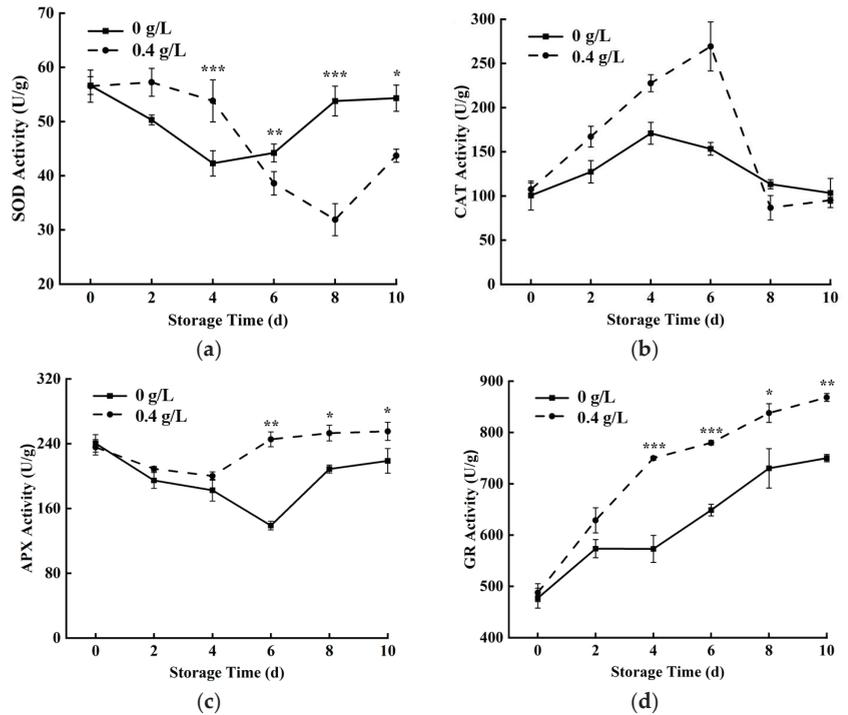 70
60
50
40
30
20
SOD Activity (U/g)
0 g/L
0.4 g/L
***
**
***
*
0 2 4 6 8 10
Storage Time (d)
(a)
300
250
200
150
100
50
0
CAT Activity (U/g)
0 g/L
0.4 g/L
0 2 4 6 8 10
Storage Time (d)
(b)
320
240
160
80
0
APX Activity (U/g)
0 g/L
0.4 g/L
**
*
*
0 2 4 6 8 10
Storage Time (d)
(c)
900
800
700
600
500
400
GR Activity (U/g)
0 g/L
0.4 g/L
***
***
*
**
0 2 4 6 8 10
Storage Time (d)
(d)